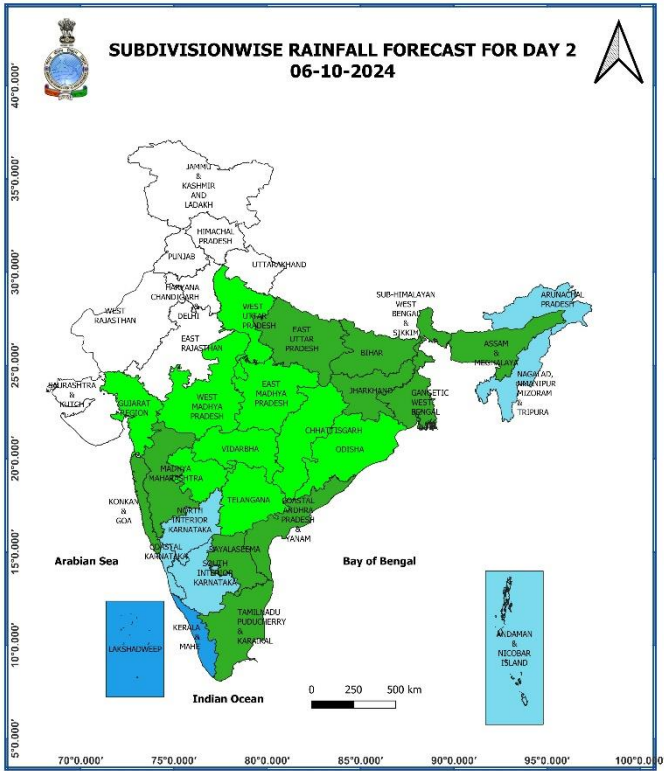 SUBDIVISIONWISE RAINFALL FORECAST FOR DAY 2
06-10-2024
40°0.000'
35°0.000'
30°0.000'
25°0.000'
20°0.000'
15°0.000'
10°0.000'
5°0.000'
JAMMU
&
KASHMIR
AND
LADAKH
HIMACHAL
PRADESH
PUNJAB
UTTARAKHAND
HARYANA
CHANDIGARH
&
DELHI
WEST
RAJASTHAN
EAST
RAJASTHAN
WEST
UTTAR
PRADESH
EAST
UTTAR
PRADESH
SUB-HIMALAYAN
WEST
BENGAL
&
SIKKIM
ARUNACHAL
PRADESH
ASSAM
&
MEGHALAYA
NAGALAD,
MANIPUR
MIZORAM
&
TRIPURA
BIHAR
SAURASHTRA
&
KUTCH
GUJARAT
REGION
WEST
MADHYA
PRADESH
EAST
MADHYA
PRADESH
JHARKHAND
GANGETIC
WEST
BENGAL
CHHATTISGARH
ODISHA
VIDARBHA
MADHYA
MAHARASHTRA
TELANGANA
KONKAN
&
GOA
NORTH
INTERIOR
KARNATAKA
COASTAL
ANDHRA
PRADESH
&
YANAM
COASTAL
KARNATAKA
RAYALASEEMA
SOUTH
INTERIOR
KARNATAKA
Arabian Sea
Bay of Bengal
TAMILNADU
PUDUCHERRY
&
KARAIKAL
KERALA
&
MAHE
LAKSHADWEEP
ANDAMAN
&
NICOBAR
ISLAND
Indian Ocean
0 250 500 km
70°0.000' 75°0.000' 80°0.000' 85°0.000' 90°0.000' 95°0.000' 100°0.000'